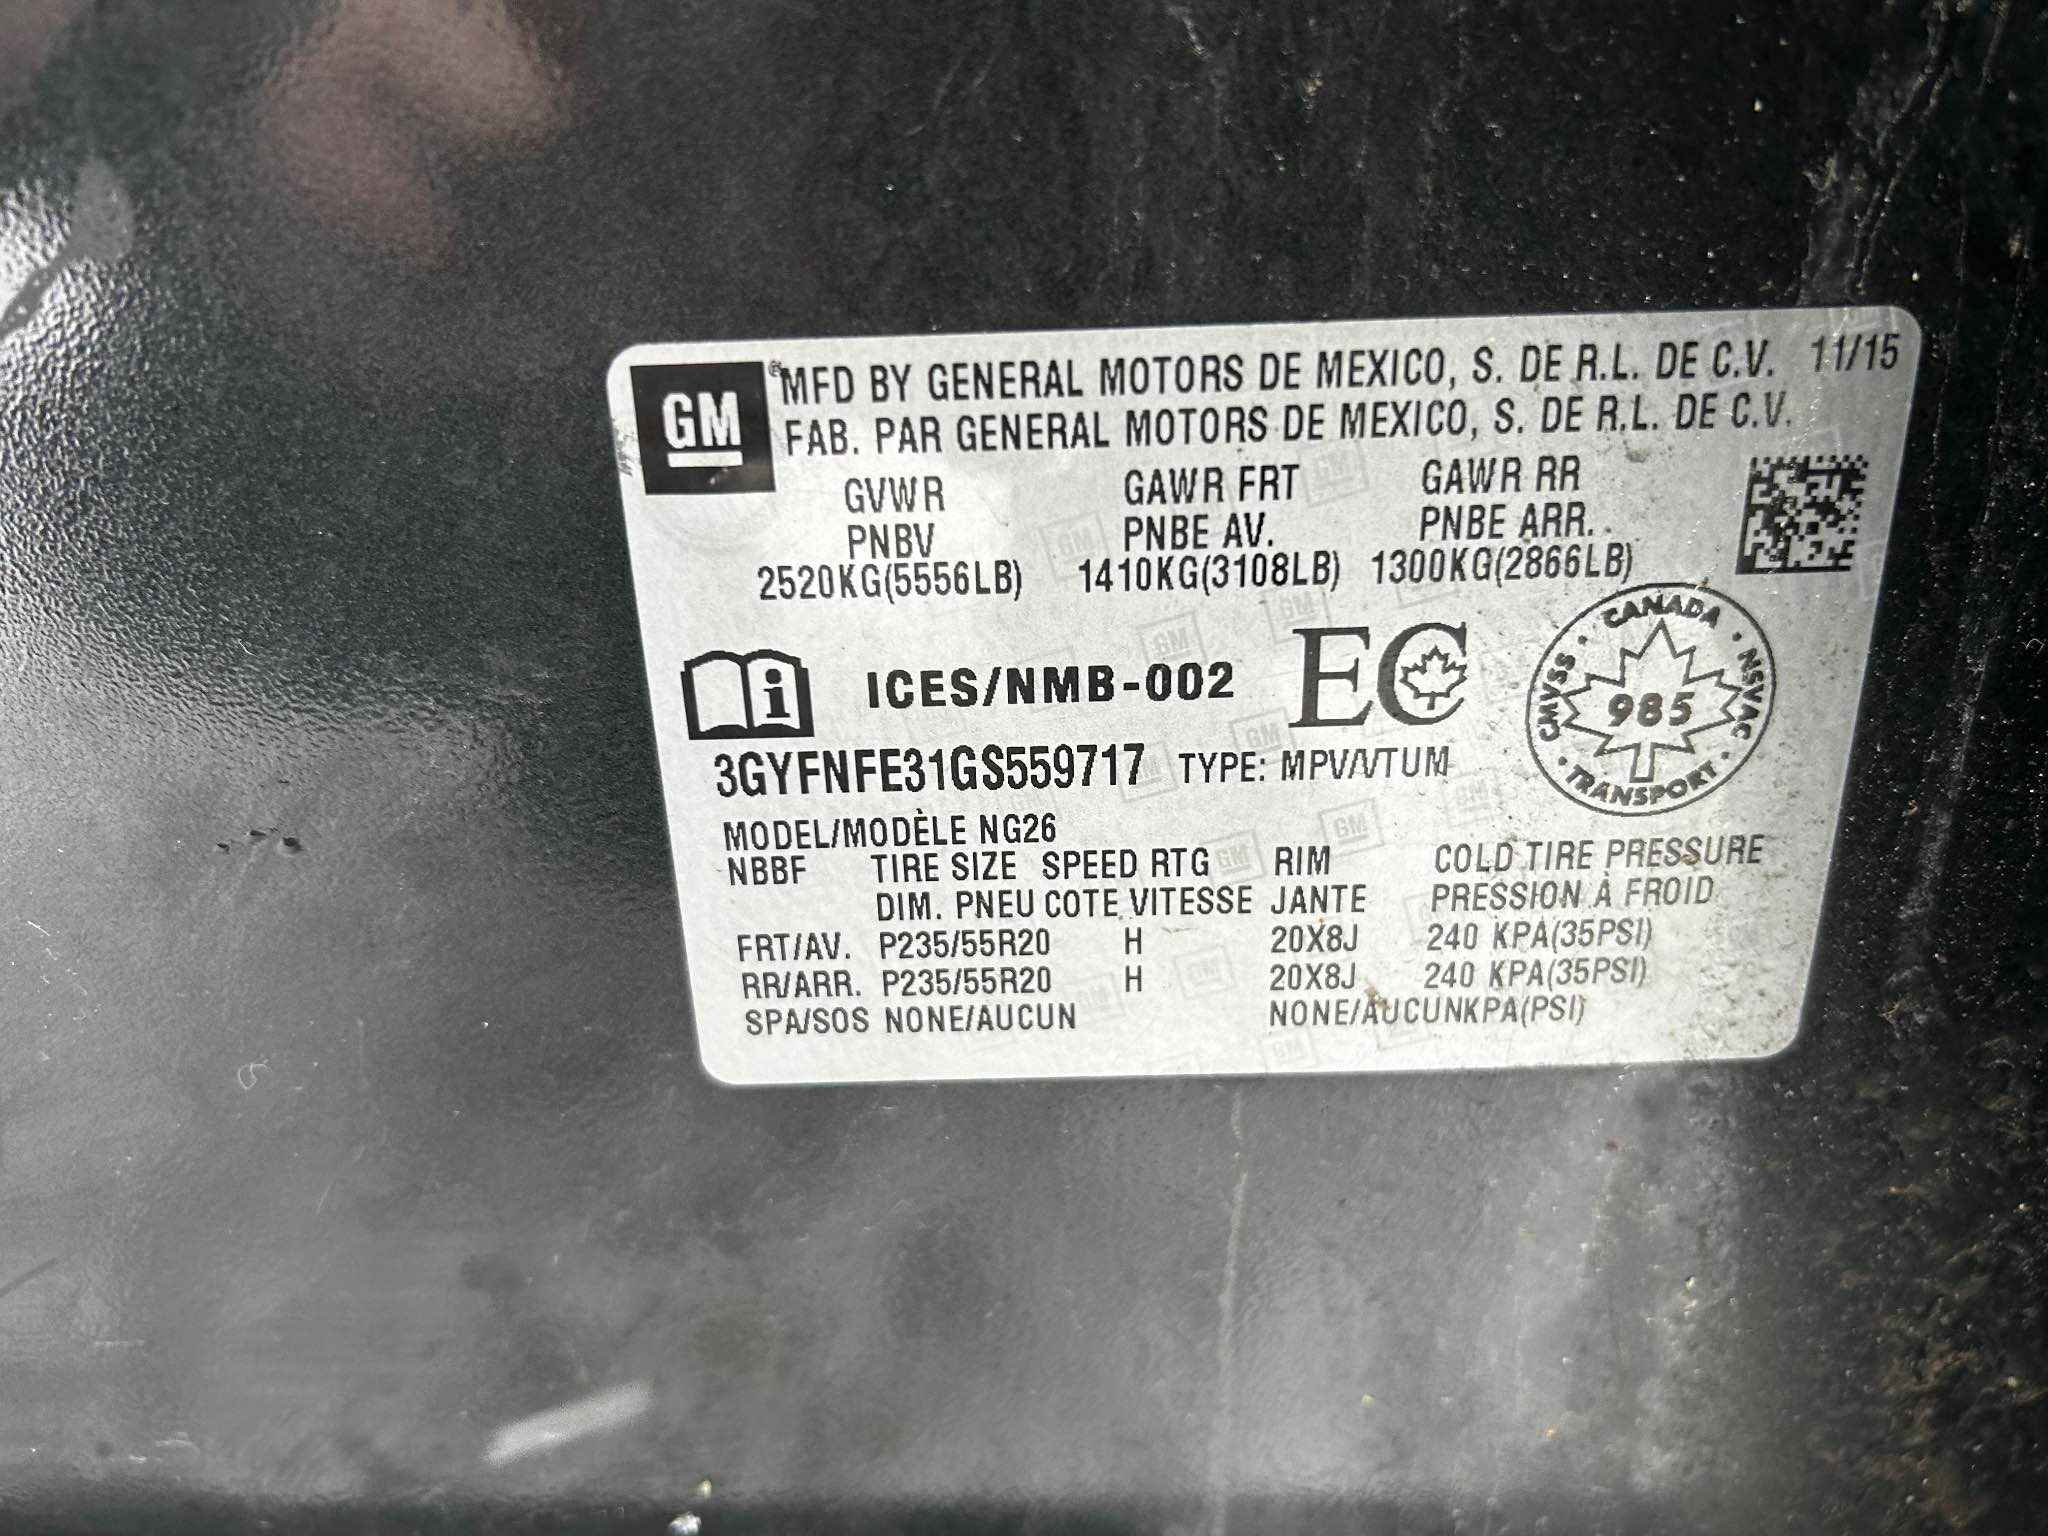 GM
®MFD BY GENERAL MOTORS DE MEXICO, S. DE R.L. DE C.V. 11/15
FAB. PAR GENERAL MOTORS DE MEXICO, S. DE R.L. DE C.V.
GVWR GAWR FRT GAWR RR
PNBV PNBE AV. PNBE ARR.
2520KG(5556LB) 1410KG(3108LB) 1300KG(2866LB)
i ICES/NMB-002 EC
CANADA
CMVSS 985 NSVAC
TRANSPORT
3GYFNFE31GS559717 TYPE: MPV/VTUM
MODEL/MODÈLE NG26
NBBF TIRE SIZE SPEED RTG RIM COLD TIRE PRESSURE
DIM. PNEU COTE VITESSE JANTE PRESSION À FROID
FRT/AV. P235/55R20 H 20X8J 240 KPA(35PSI)
RR/ARR. P235/55R20 H 20X8J 240 KPA(35PSI)
SPA/SOS NONE/AUCUN NONE/AUCUNKPA(PSI)